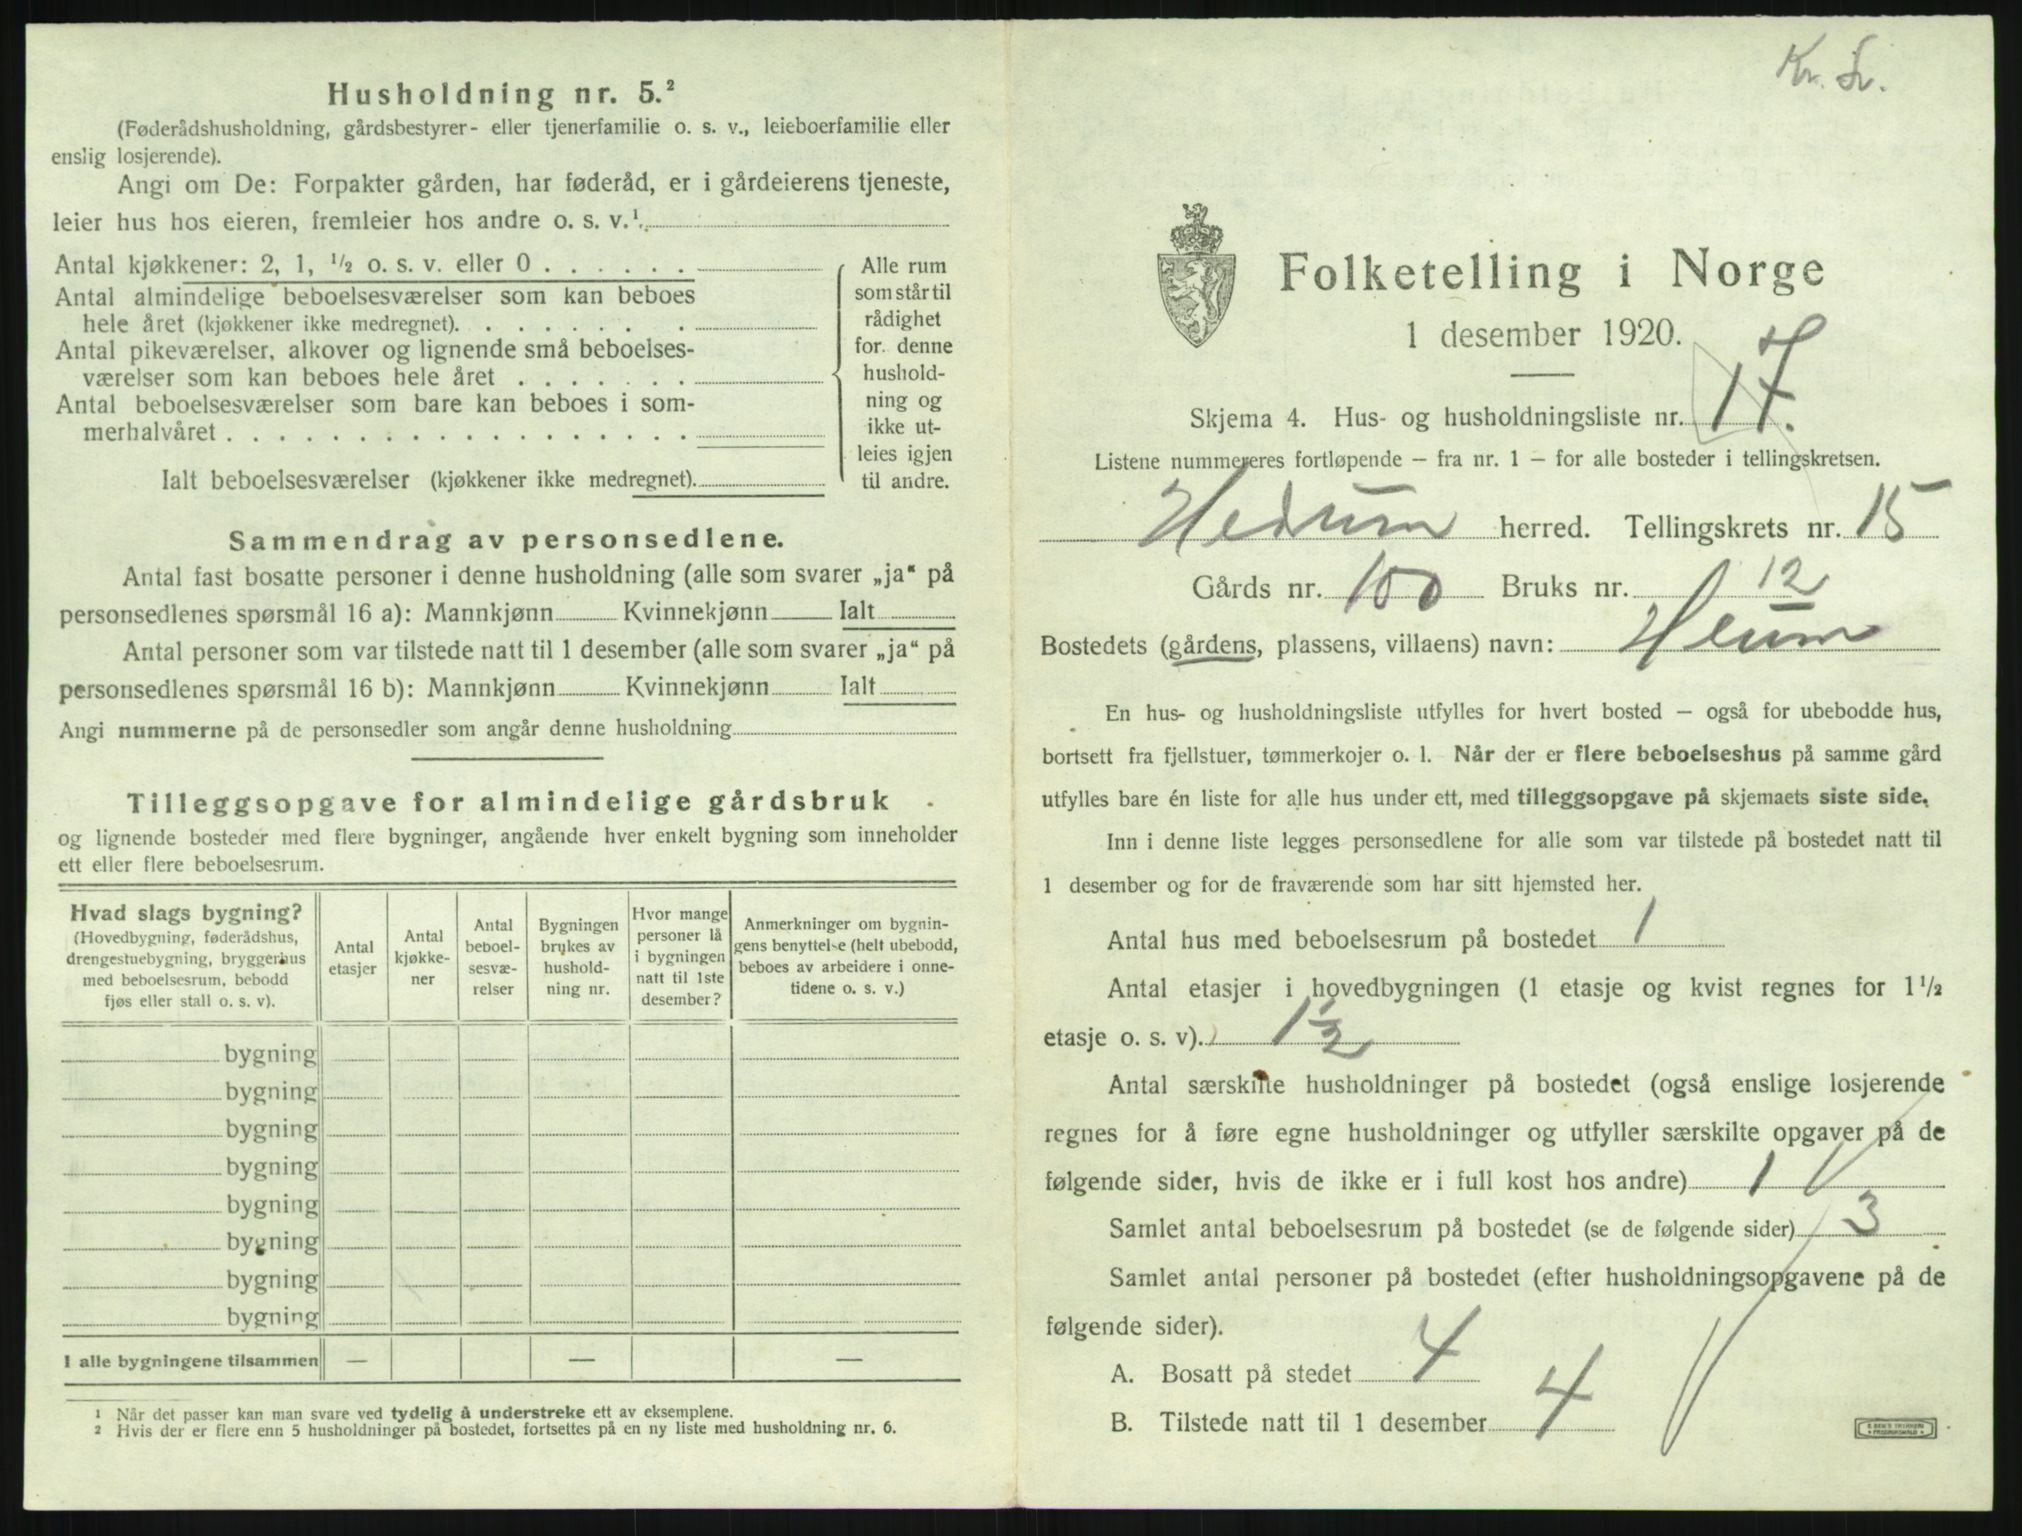 Husholdning nr. 5.²
(Føderådshusholdning, gårdsbestyrer- eller tjenerfamilie o. s. v., leieboerfamilie eller
enslig losjerende).
Angi om De: Forpakter gården, har føderåd, er i gårdeierens tjeneste,
leier hus hos eieren, fremleier hos andre o. s. v.¹
Antal kjøkkener: 2, 1, ½ o. s. v. eller 0
Antal almindelige beboelsesværelser som kan beboes
hele året (kjøkkener ikke medregnet).
Antal pikeværelser, alkover og lignende små beboelses-
værelser som kan beboes hele året
Antal beboelsesværelser som bare kan beboes i som-
merhalvåret
Ialt beboelsesværelser (kjøkkener ikke medregnet).
Alle rum
som står til
rådighet
for denne
hushold-
ning og
ikke ut-
leies igjen
til andre.
Sammendrag av personsedlene.
Antal fast bosatte personer i denne husholdning (alle som svarer „ja“ på
personsedlenes spørsmål 16 a): Mannkjønn Kvinnekjønn Ialt
Antal personer som var tilstede natt til 1 desember (alle som svarer „ja“ på
personsedlenes spørsmål 16 b): Mannkjønn Kvinnekjønn Ialt
Angi nummerne på de personsedler som angår denne husholdning
Tilleggsopgave for almindelige gårdsbruk
og lignende bosteder med flere bygninger, angående hver enkelt bygning som inneholder
ett eller flere beboelsesrum.
Hvad slags bygning?
(Hovedbygning, føderådshus,
drengestuebygning, bryggerhus
med beboelsesrum, bebodd
fjøs eller stall o. s. v).
Antal
etasjer
Antal
kjøkke-
ner
Antal
beboel-
sesvæ-
relser
Bygningen
brukes av
hushold-
ning nr.
Hvor mange
personer lå
i bygningen
natt til 1ste
desember?
Anmerkninger om bygnin-
gens benyttelse (helt ubebodd,
beboes av arbeidere i onne-
tidene o. s. v.)
bygning
bygning
bygning
bygning
bygning
bygning
bygning
bygning
I alle bygningene tilsammen — — —
¹ Når det passer kan man svare ved tydelig å understreke ett av eksemplene.
² Hvis der er flere enn 5 husholdninger på bostedet, fortsettes på en ny liste med husholdning nr. 6.
Folketelling i Norge
1 desember 1920.
Skjema 4. Hus- og husholdningsliste nr. 17.
Listene nummereres fortløpende — fra nr. 1 — for alle bosteder i tellingskretsen.
Hedrum herred. Tellingskrets nr. 15
Gårds nr. 100 Bruks nr. 12
Bostedets (gårdens, plassens, villaens) navn: Heum
En hus- og husholdningsliste utfylles for hvert bosted — også for ubebodde hus,
bortsett fra fjellstuer, tømmerkojer o. l. Når der er flere beboelseshus på samme gård
utfylles bare én liste for alle hus under ett, med tilleggsopgave på skjemaets siste side.
Inn i denne liste legges personsedlene for alle som var tilstede på bostedet natt til
1 desember og for de fraværende som har sitt hjemsted her.
Antal hus med beboelsesrum på bostedet 1
Antal etasjer i hovedbygningen (1 etasje og kvist regnes for 1½
etasje o. s. v). 1½
Antal særskilte husholdninger på bostedet (også enslige losjerende
regnes for å føre egne husholdninger og utfyller særskilte opgaver på de
følgende sider, hvis de ikke er i full kost hos andre) 1
Samlet antal beboelsesrum på bostedet (se de følgende sider) 3
Samlet antal personer på bostedet (efter husholdningsopgavene på de
følgende sider).
A. Bosatt på stedet 4
B. Tilstede natt til 1 desember 4